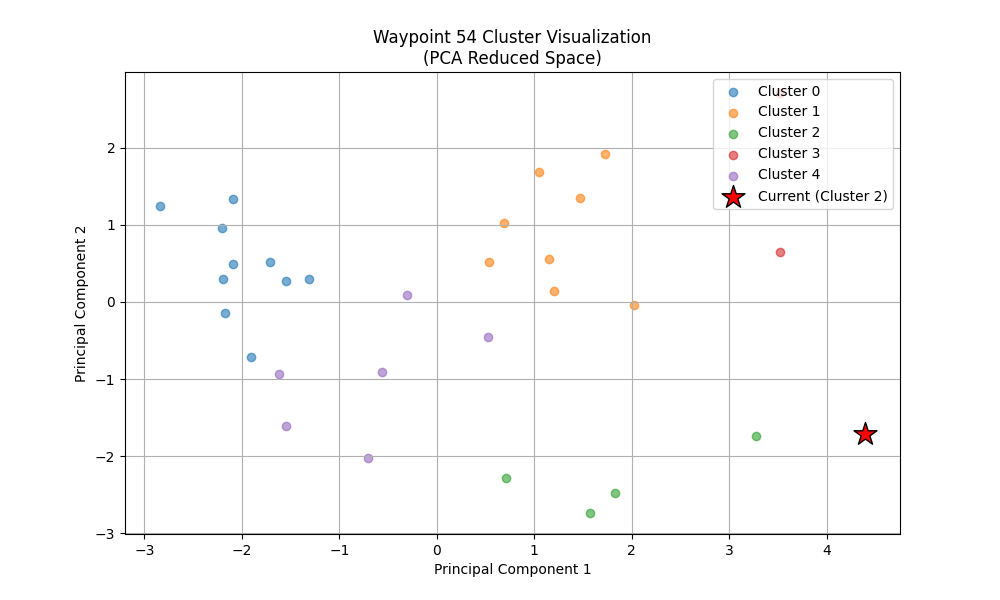 Waypoint 54 Cluster Visualization
(PCA Reduced Space)
Cluster 0
Cluster 1
Cluster 2
Cluster 3
Cluster 4
Current (Cluster 2)
Principal Component 2
2
1
0
−1
−2
−3
−3
−2
−1
0
1
2
3
4
Principal Component 1